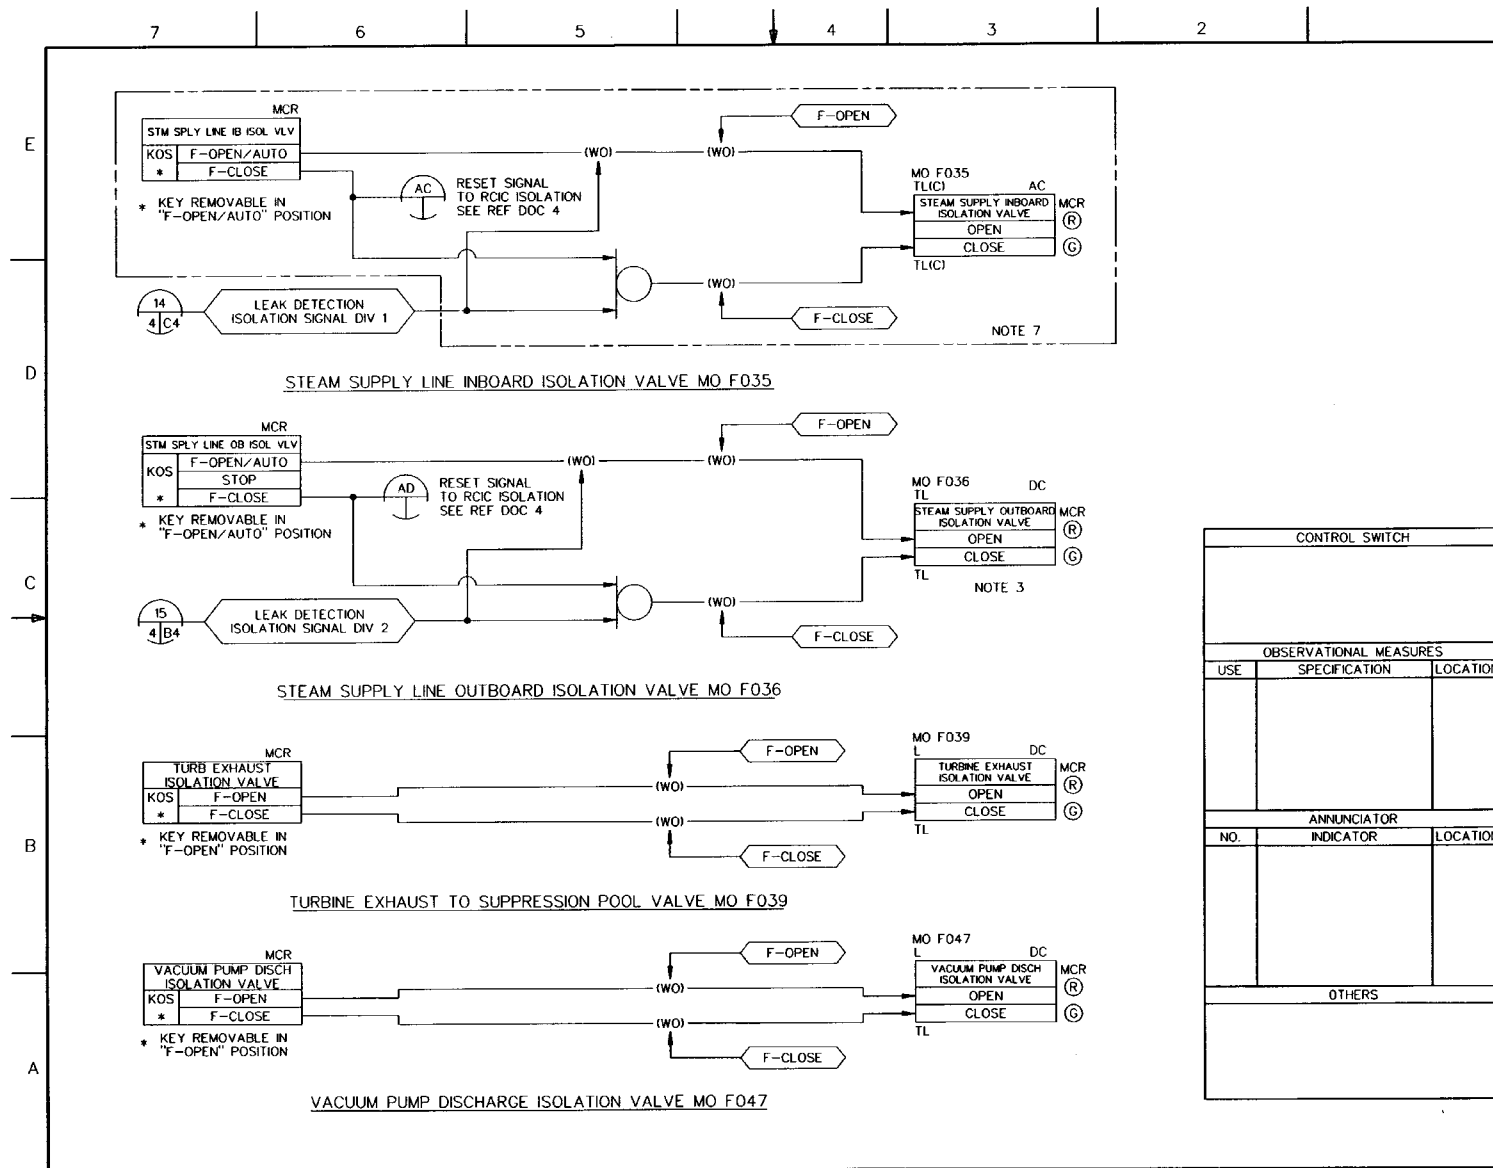 7 6 5 4 3 2
E
D
C
B
A
MCR
STM SPLY LINE IB ISOL VLV
KOS F-OPEN/AUTO
* F-CLOSE
* KEY REMOVABLE IN
"F-OPEN/AUTO" POSITION
AC
RESET SIGNAL
TO RCIC ISOLATION
SEE REF DOC 4
(WO) (WO)
F-OPEN
MO F035
TL(C) AC
STEAM SUPPLY INBOARD
ISOLATION VALVE
MCR
R
OPEN
CLOSE G
TL(C)
14
4 C4
LEAK DETECTION
ISOLATION SIGNAL DIV 1
(WO)
F-CLOSE
NOTE 7
STEAM SUPPLY LINE INBOARD ISOLATION VALVE MO F035
MCR
STM SPLY LINE OB ISOL VLV
KOS F-OPEN/AUTO
STOP
* F-CLOSE
* KEY REMOVABLE IN
"F-OPEN/AUTO" POSITION
AD
RESET SIGNAL
TO RCIC ISOLATION
SEE REF DOC 4
(WO) (WO)
F-OPEN
MO F036
TL DC
STEAM SUPPLY OUTBOARD
ISOLATION VALVE
MCR
R
OPEN
CLOSE G
TL
NOTE 3
15
4 B4
LEAK DETECTION
ISOLATION SIGNAL DIV 2
(WO)
F-CLOSE
STEAM SUPPLY LINE OUTBOARD ISOLATION VALVE MO F036
MCR
TURB EXHAUST
ISOLATION VALVE
KOS F-OPEN
* F-CLOSE
* KEY REMOVABLE IN
"F-OPEN" POSITION
F-OPEN
(WO)
(WO)
F-CLOSE
MO F039
L DC
TURBINE EXHAUST
ISOLATION VALVE
MCR
R
OPEN
CLOSE G
TL
TURBINE EXHAUST TO SUPPRESSION POOL VALVE MO F039
MCR
VACUUM PUMP DISCH
ISOLATION VALVE
KOS F-OPEN
* F-CLOSE
* KEY REMOVABLE IN
"F-OPEN" POSITION
F-OPEN
(WO)
(WO)
F-CLOSE
MO F047
L DC
VACUUM PUMP DISCH
ISOLATION VALVE
MCR
R
OPEN
CLOSE G
TL
VACUUM PUMP DISCHARGE ISOLATION VALVE MO F047
CONTROL SWITCH
OBSERVATIONAL MEASURES
USE SPECIFICATION LOCATION
ANNUNCIATOR
NO. INDICATOR LOCATION
OTHERS